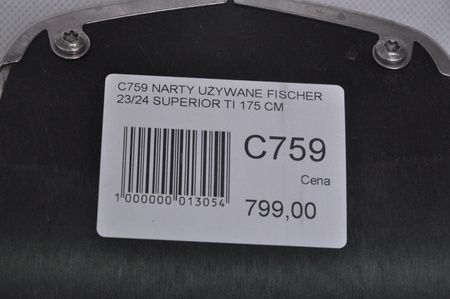 C759 NARTY UŻYWANE FISCHER
23/24 SUPERIOR TI 175 CM
C759
Cena
799,00
1 000000 013054